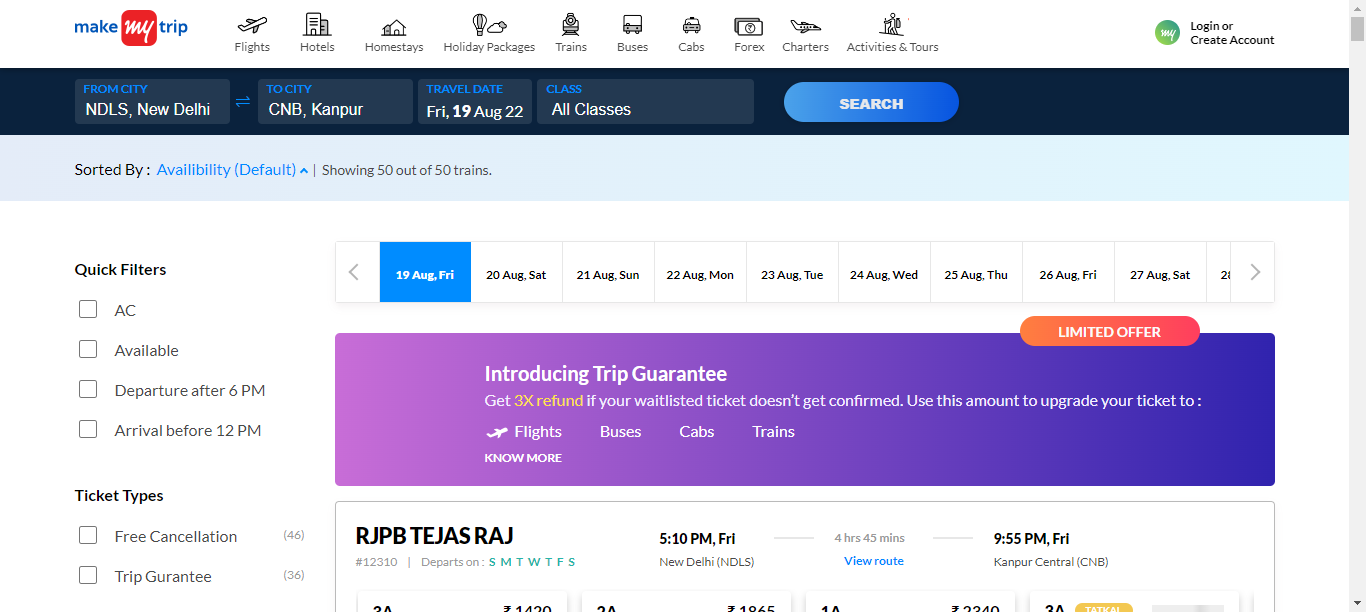 make my trip
Flights
Hotels
Homestays
Holiday Packages
Trains
Buses
Cabs
Forex
Charters
Activities & Tours
my
Login or
Create Account
FROM CITY
NDLS, New Delhi
TO CITY
CNB, Kanpur
TRAVEL DATE
Fri, 19 Aug 22
CLASS
All Classes
SEARCH
Sorted By : Availibility (Default) | Showing 50 out of 50 trains.
Quick Filters
AC
Available
Departure after 6 PM
Arrival before 12 PM
Ticket Types
Free Cancellation (46)
Trip Gurantee (36)
19 Aug, Fri
20 Aug, Sat
21 Aug, Sun
22 Aug, Mon
23 Aug, Tue
24 Aug, Wed
25 Aug, Thu
26 Aug, Fri
27 Aug, Sat
LIMITED OFFER
Introducing Trip Guarantee
Get 3X refund if your waitlisted ticket doesn't get confirmed. Use this amount to upgrade your ticket to :
Flights Buses Cabs Trains
KNOW MORE
RJPB TEJAS RAJ
#12310 | Departs on : S M T W T F S
5:10 PM, Fri
New Delhi (NDLS)
4 hrs 45 mins
View route
9:55 PM, Fri
Kanpur Central (CNB)
3A ₹ 1420
2A ₹ 1865
1A ₹ 2340
3A TATKAL